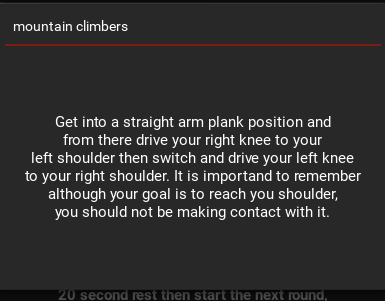 mountain climbers
Get into a straight arm plank position and
from there drive your right knee to your
left shoulder then switch and drive your left knee
to your right shoulder. It is importand to remember
although your goal is to reach you shoulder,
you should not be making contact with it.
20 second rest then start the next round,